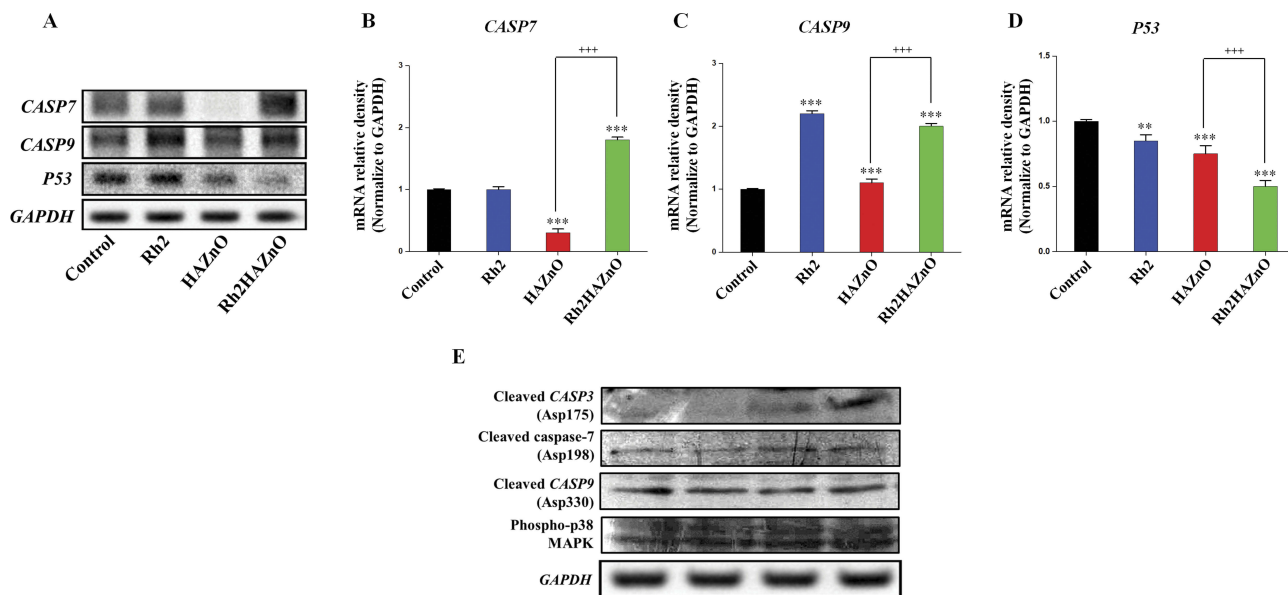 A
CASP7
CASP9
P53
GAPDH
Control
Rh2
HAZnO
Rh2HAZnO
B
CASP7
mRNA relative density
(Normalize to GAPDH)
3
2
1
0
+++
***
***
Control
Rh2
HAZnO
Rh2HAZnO
C
CASP9
mRNA relative density
(Normalize to GAPDH)
3
2
1
0
+++
***
***
***
Control
Rh2
HAZnO
Rh2HAZnO
D
P53
mRNA relative density
(Normalize to GAPDH)
1.5
1.0
0.5
0.0
+++
**
***
***
Control
Rh2
HAZnO
Rh2HAZnO
E
Cleaved CASP3
(Asp175)
Cleaved caspase-7
(Asp198)
Cleaved CASP9
(Asp330)
Phospho-p38
MAPK
GAPDH